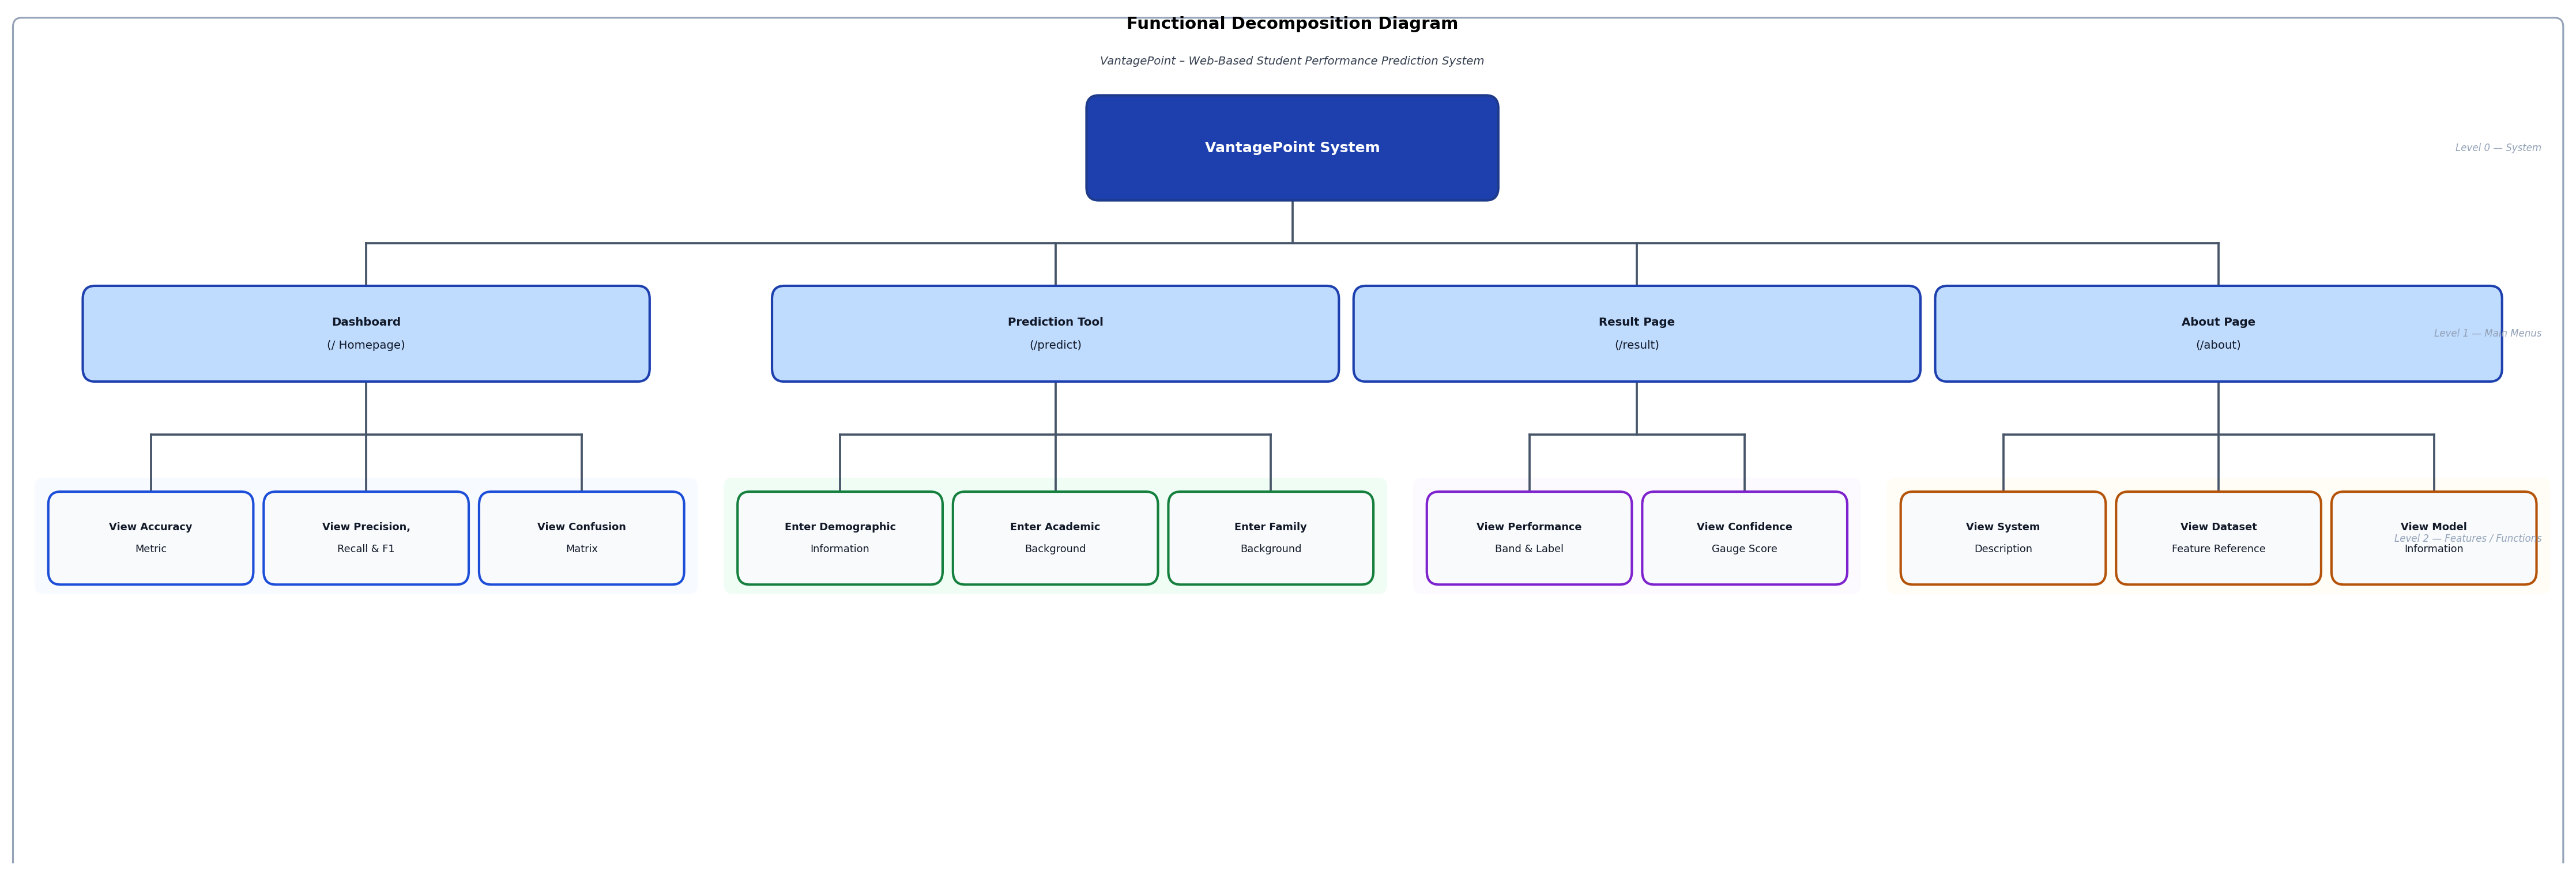 Functional Decomposition Diagram
VantagePoint – Web-Based Student Performance Prediction System
VantagePoint System
Level 0 — System
Dashboard
(/ Homepage)
Prediction Tool
(/predict)
Result Page
(/result)
About Page
(/about)
Level 1 — Main Menus
View Accuracy
Metric
View Precision,
Recall & F1
View Confusion
Matrix
Enter Demographic
Information
Enter Academic
Background
Enter Family
Background
View Performance
Band & Label
View Confidence
Gauge Score
View System
Description
View Dataset
Feature Reference
View Model
Information
Level 2 — Features / Functions